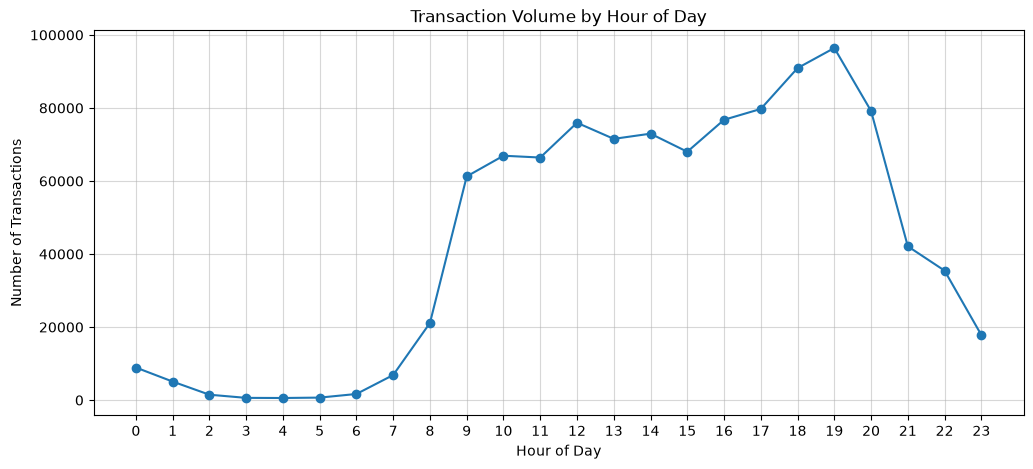 Transaction Volume by Hour of Day
Number of Transactions
100000
80000
60000
40000
20000
0
0 1 2 3 4 5 6 7 8 9 10 11 12 13 14 15 16 17 18 19 20 21 22 23
Hour of Day